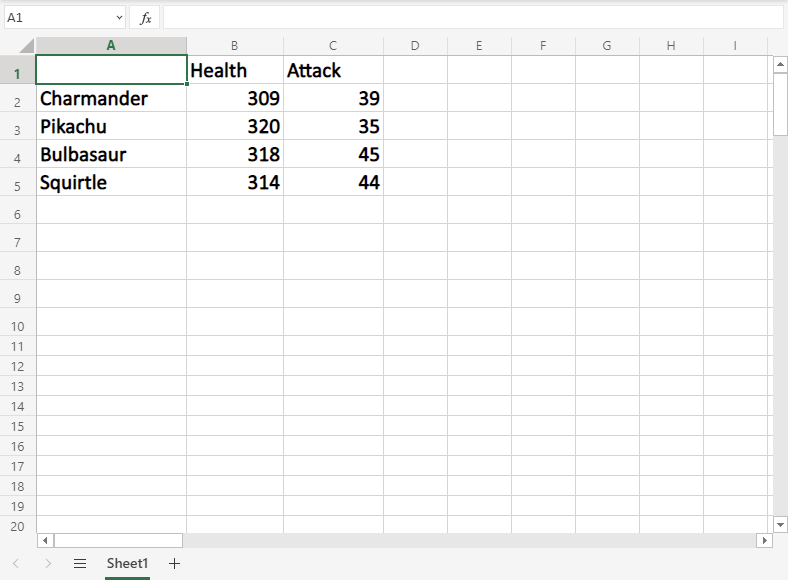 A1 fx
A B C D E F G H I
1 Health Attack
2 Charmander 309 39
3 Pikachu 320 35
4 Bulbasaur 318 45
5 Squirtle 314 44
6
7
8
9
10
11
12
13
14
15
16
17
18
19
20
Sheet1